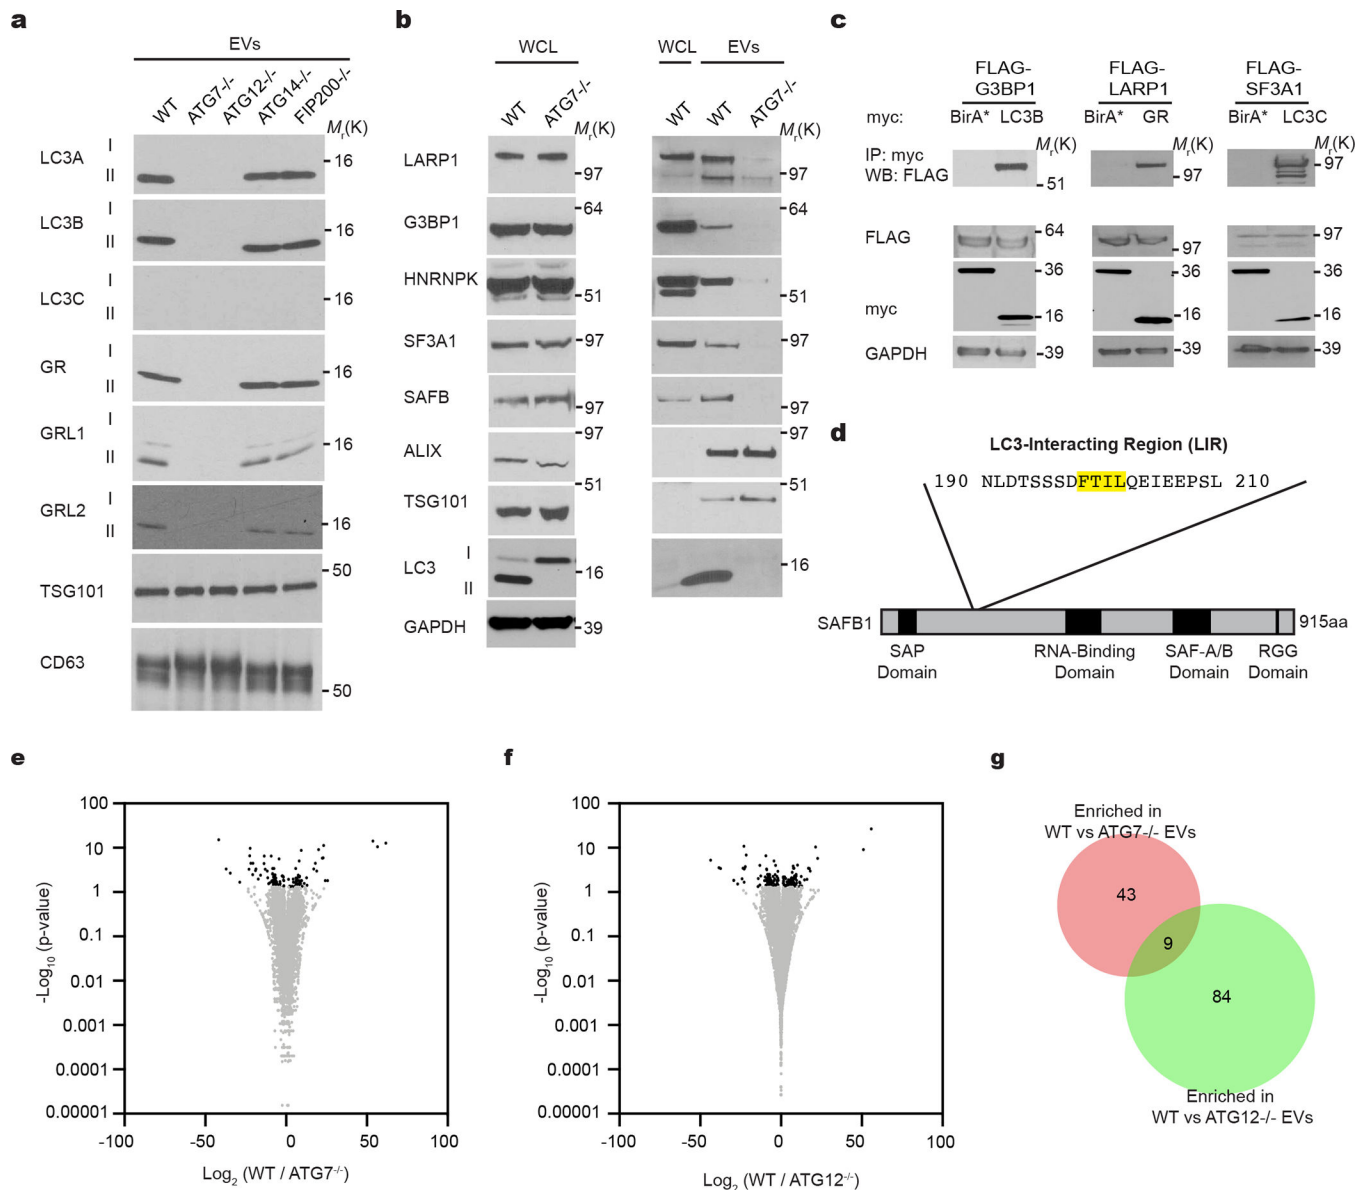 a
EVs
WT
ATG7-/-
ATG12-/-
ATG14-/-
FIP200-/-
Mr(K)
LC3A
I
II
16
LC3B
I
II
16
LC3C
I
II
16
GR
I
II
16
GRL1
I
II
16
GRL2
I
II
16
TSG101
50
CD63
50
b
WCL
WCL
EVs
WT
ATG7-/-
Mr(K)
WT
WT
ATG7-/-
Mr(K)
LARP1
97
97
G3BP1
64
64
HNRNPK
51
51
SF3A1
97
97
SAFB
97
97
ALIX
97
97
TSG101
51
51
LC3
I
II
16
16
GAPDH
39
c
FLAG-
G3BP1
FLAG-
LARP1
FLAG-
SF3A1
myc:
BirA* LC3B
BirA* GR
BirA* LC3C
Mr(K)
Mr(K)
Mr(K)
IP: myc
WB: FLAG
51
97
97
FLAG
64
97
97
myc
36
16
36
16
36
16
GAPDH
39
39
39
d
LC3-Interacting Region (LIR)
190 NLDTSSSDFTILQEIEEPSL 210
SAFB1
915aa
SAP
Domain
RNA-Binding
Domain
SAF-A/B
Domain
RGG
Domain
e
-Log10 (p-value)
100
10
1
0.1
0.01
0.001
0.0001
0.00001
-100
-50
0
50
100
Log2 (WT / ATG7-/-)
f
-Log10 (p-value)
100
10
1
0.1
0.01
0.001
0.0001
0.00001
-100
-50
0
50
100
Log2 (WT / ATG12-/-)
g
Enriched in
WT vs ATG7-/- EVs
43
9
84
Enriched in
WT vs ATG12-/- EVs